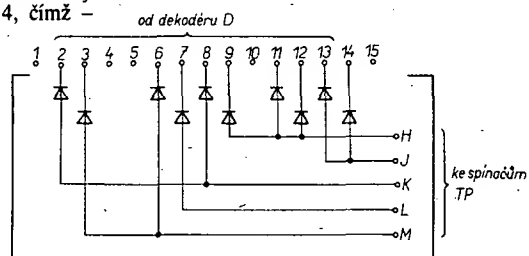 4, čímž –
od dekodéru D
1 2 3 4 5 6 7 8 9 10 11 12 13 14 15
H
J
K
L
M
ke spínačům
TP